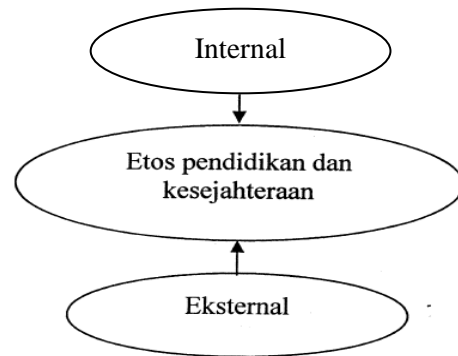 Internal
Etos pendidikan dan
kesejahteraan
Eksternal